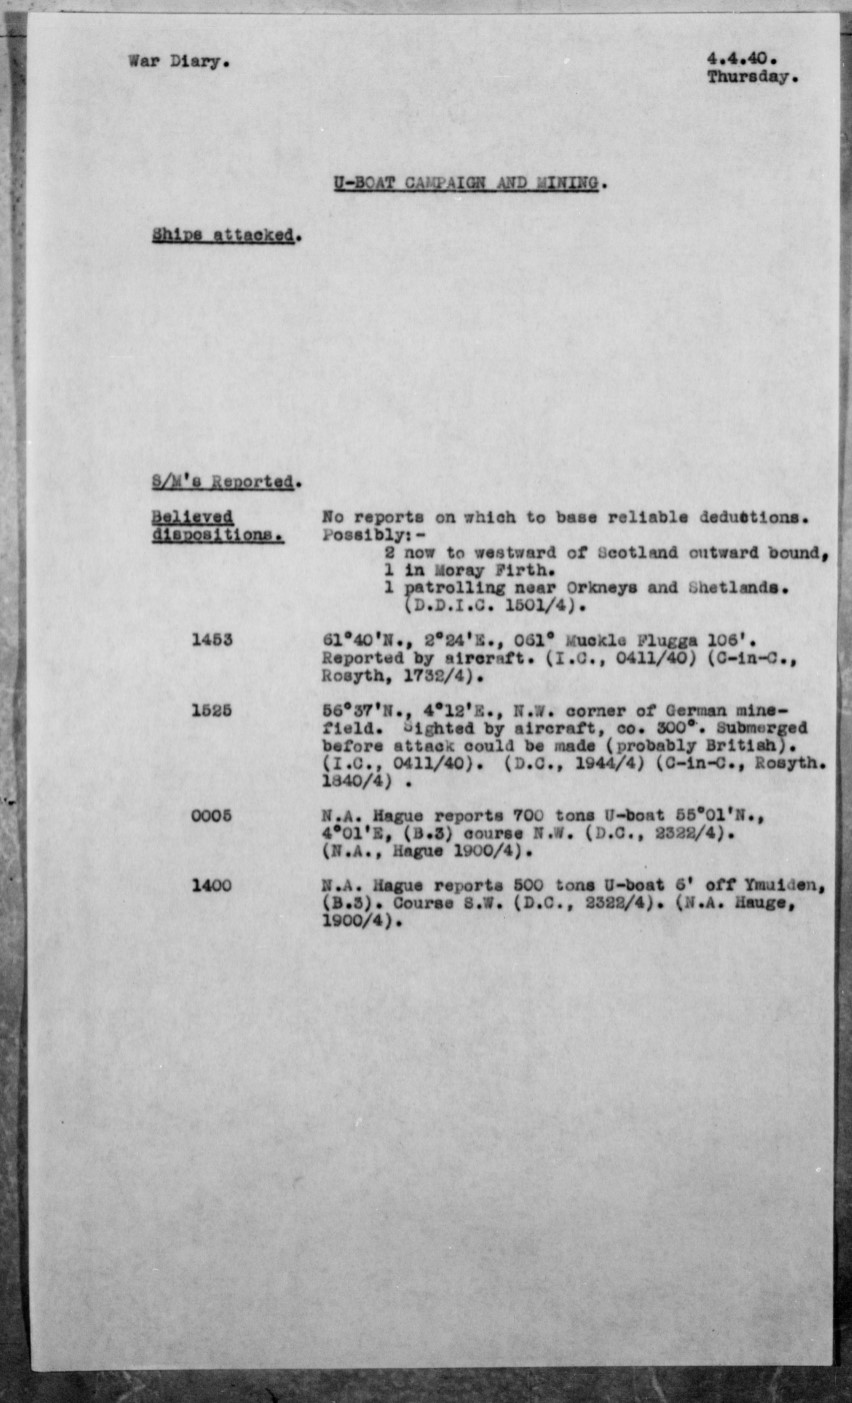 War Diary.
4.4.40.
Thursday.
U-BOAT CAMPAIGN AND MINING.
Ships attacked.
S/M's Reported.
Believed dispositions.
No reports on which to base reliable deductions.
Possibly:-
2 now to westward of Scotland outward bound,
1 in Moray Firth.
1 patrolling near Orkneys and Shetlands.
(D.D.I.C. 1501/4).
1453
61°40'N., 2°24'E., 061° Muckle Flugga 106'.
Reported by aircraft. (I.C., 0411/40) (C-in-C.,
Rosyth, 1732/4).
1525
56°37'N., 4°12'E., N.W. corner of German mine-
field. Sighted by aircraft, co. 300°. Submerged
before attack could be made (probably British).
(I.C., 0411/40). (D.C., 1944/4) (C-in-C., Rosyth.
1840/4) .
0005
N.A. Hague reports 700 tons U-boat 55°01'N.,
4°01'E, (B.3) course N.W. (D.C., 2322/4).
(N.A., Hague 1900/4).
1400
N.A. Hague reports 500 tons U-boat 6' off Ymuiden,
(B.3). Course S.W. (D.C., 2322/4). (N.A. Hauge,
1900/4).